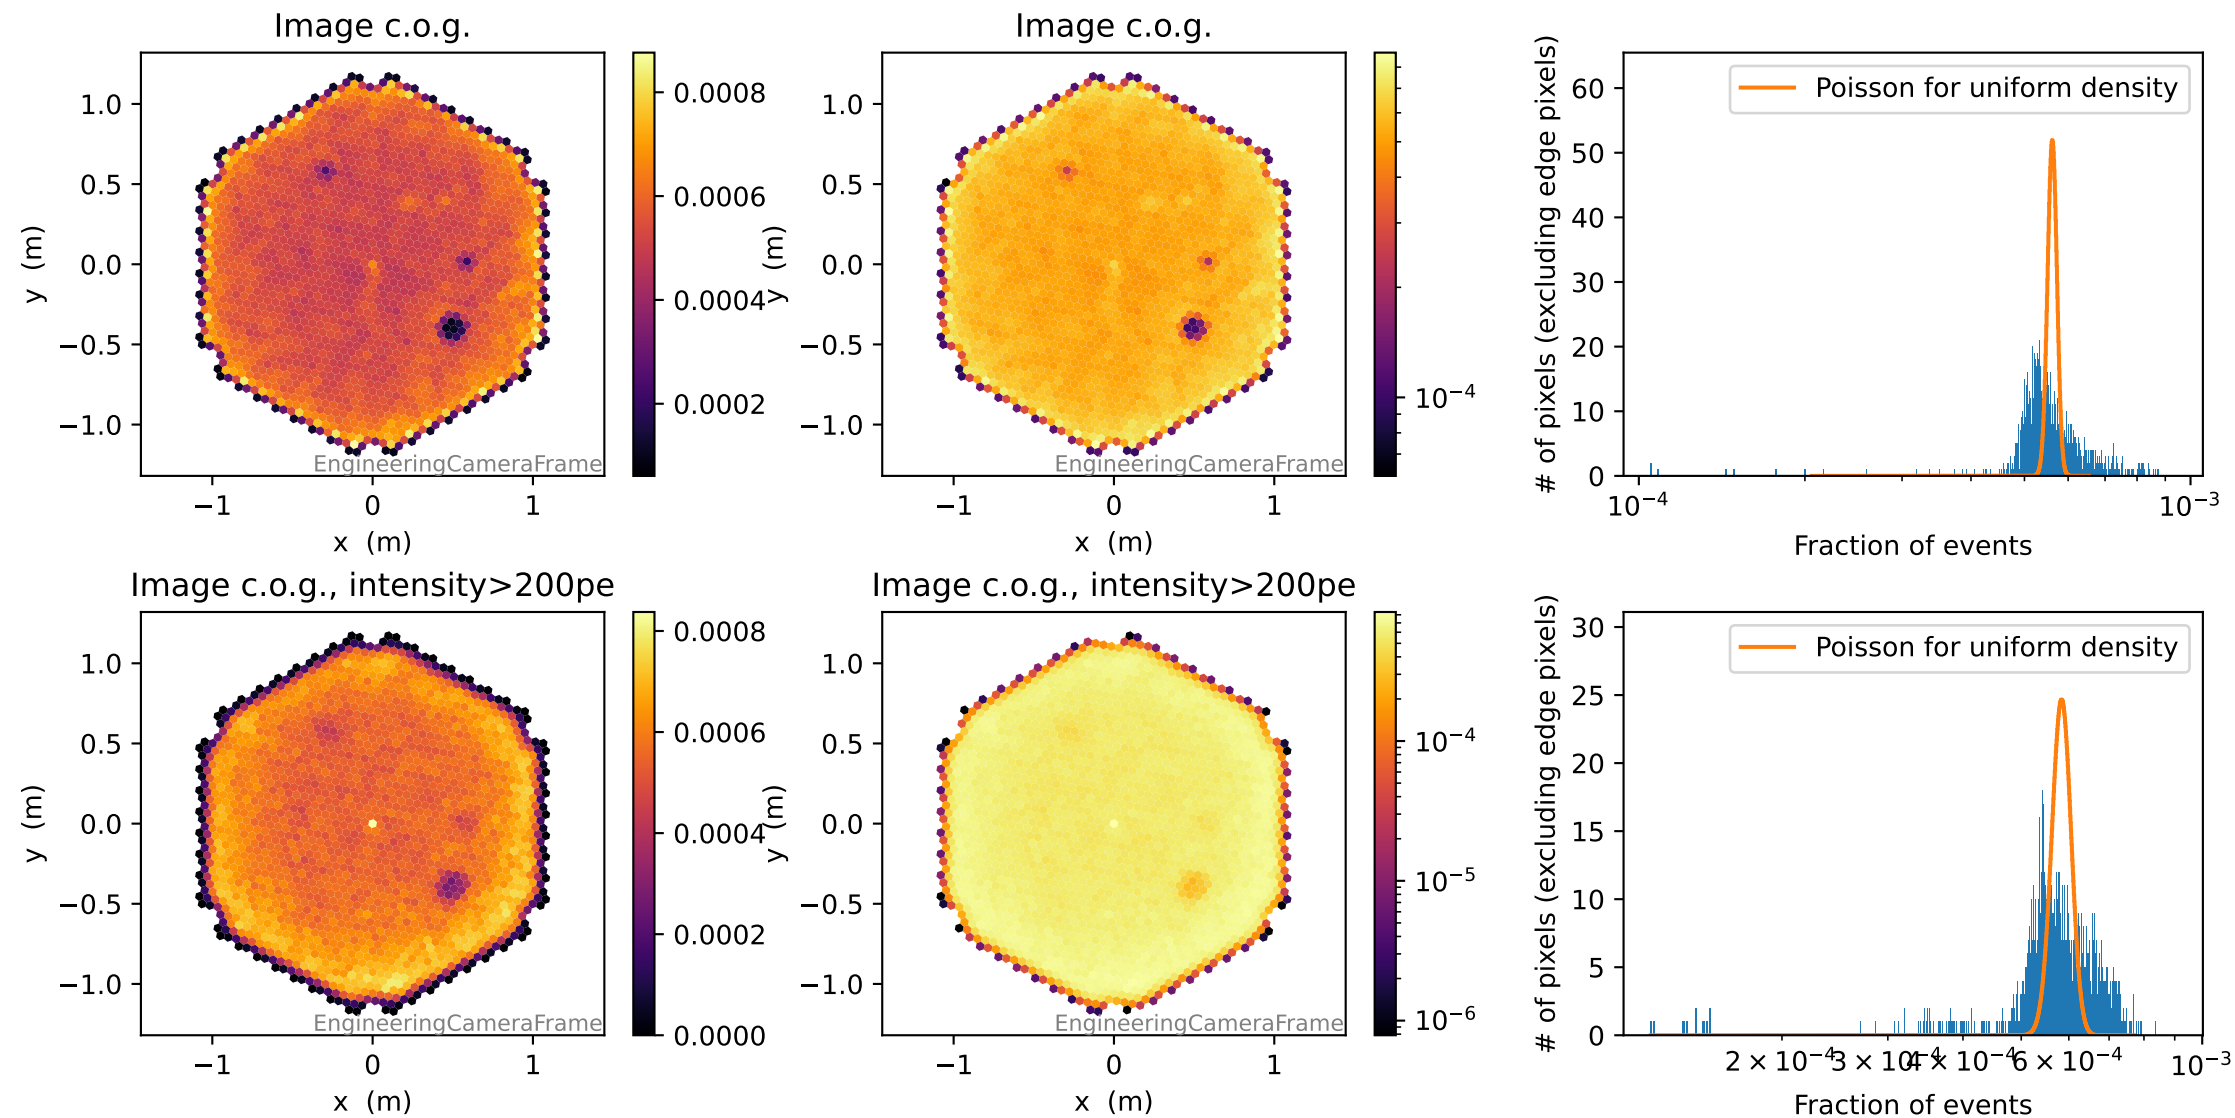 Image c.o.g.
1.0
0.5
0.0
−0.5
−1.0
y (m)
−1
0
1
x (m)
EngineeringCameraFrame
0.0008
0.0006
0.0004
0.0002
Image c.o.g.
1.0
0.5
0.0
−0.5
−1.0
y (m)
−1
0
1
x (m)
EngineeringCameraFrame
10⁻⁴
# of pixels (excluding edge pixels)
60
50
40
30
20
10
0
Poisson for uniform density
10⁻⁴
10⁻³
Fraction of events
Image c.o.g., intensity>200pe
1.0
0.5
0.0
−0.5
−1.0
y (m)
−1
0
1
x (m)
EngineeringCameraFrame
0.0008
0.0006
0.0004
0.0002
0.0000
Image c.o.g., intensity>200pe
1.0
0.5
0.0
−0.5
−1.0
y (m)
−1
0
1
x (m)
EngineeringCameraFrame
10⁻⁴
10⁻⁵
10⁻⁶
# of pixels (excluding edge pixels)
30
25
20
15
10
5
0
Poisson for uniform density
2 × 10⁻⁴
3 × 10⁻⁴
4 × 10⁻⁴
6 × 10⁻⁴
10⁻³
Fraction of events